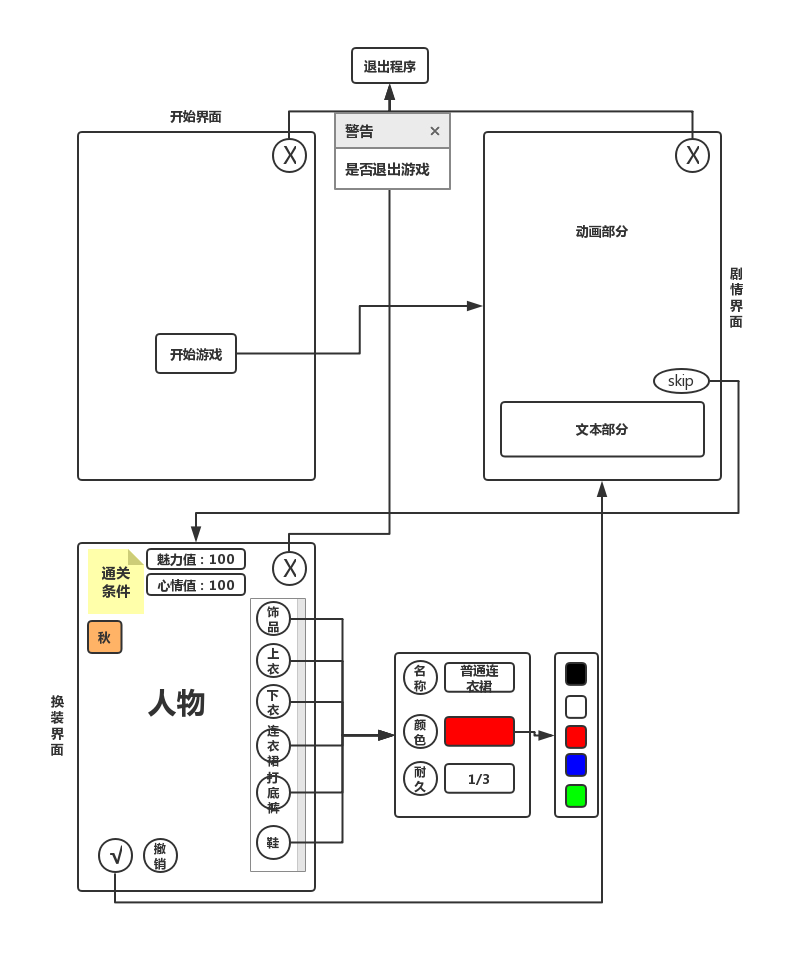 退出程序
开始界面
警告 ×
是否退出游戏
X
X
动画部分
剧
情
界
面
开始游戏
skip
文本部分
通关
条件
魅力值：100
心情值：100
X
秋
饰
品
上
衣
下
衣
连
衣
裙
打
底
裤
鞋
人物
换
装
界
面
√
撤
销
名
称
普通连
衣裙
颜
色
耐
久
1/3